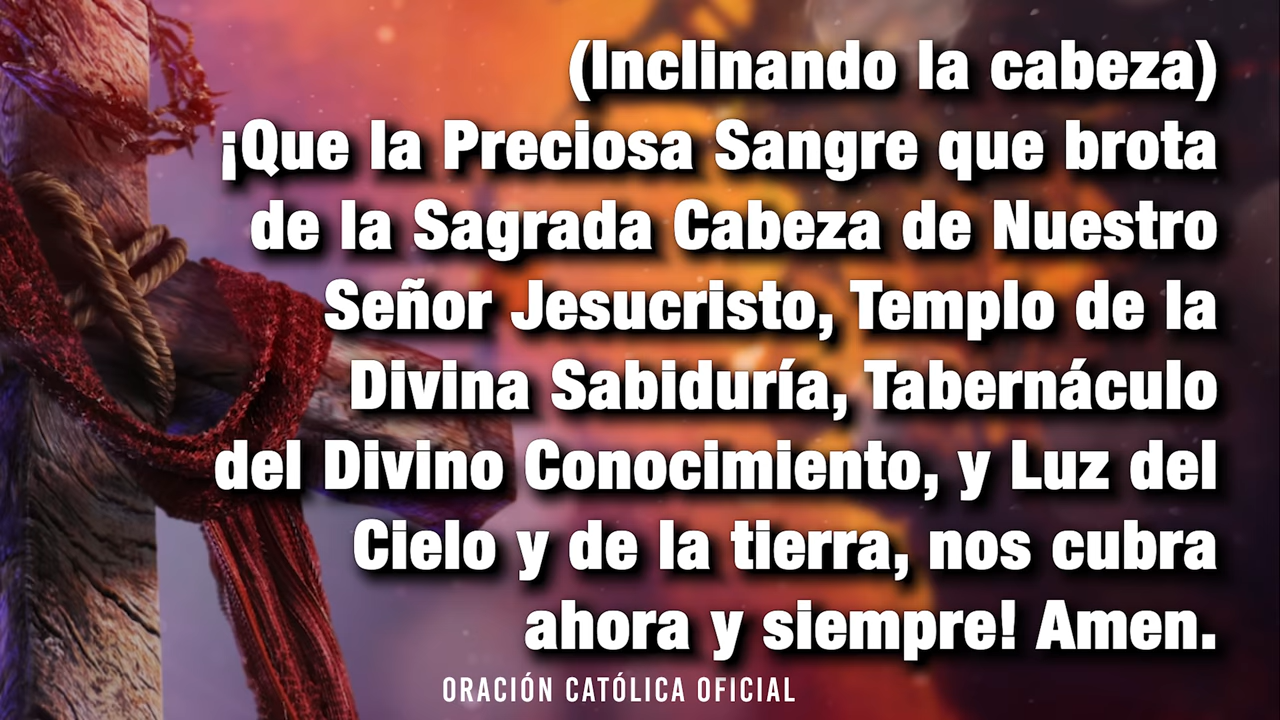 (Inclinando la cabeza)
¡Que la Preciosa Sangre que brota
de la Sagrada Cabeza de Nuestro
Señor Jesucristo, Templo de la
Divina Sabiduría, Tabernáculo
del Divino Conocimiento, y Luz del
Cielo y de la tierra, nos cubra
ahora y siempre! Amen.
ORACIÓN CATÓLICA OFICIAL